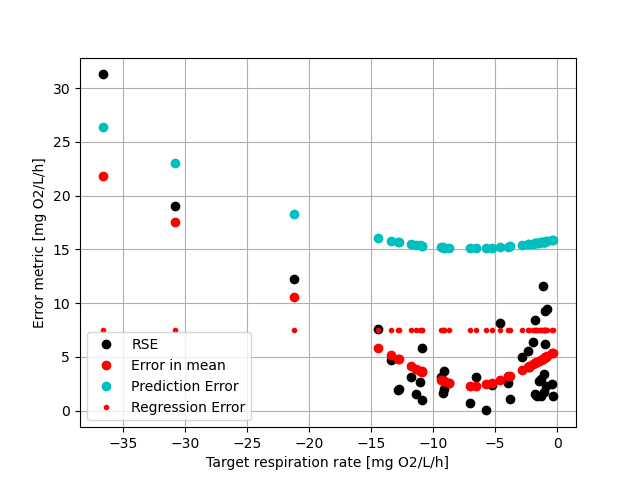 30
25
20
15
10
5
0
Error metric [mg O2/L/h]
RSE
Error in mean
Prediction Error
Regression Error
−35 −30 −25 −20 −15 −10 −5 0
Target respiration rate [mg O2/L/h]